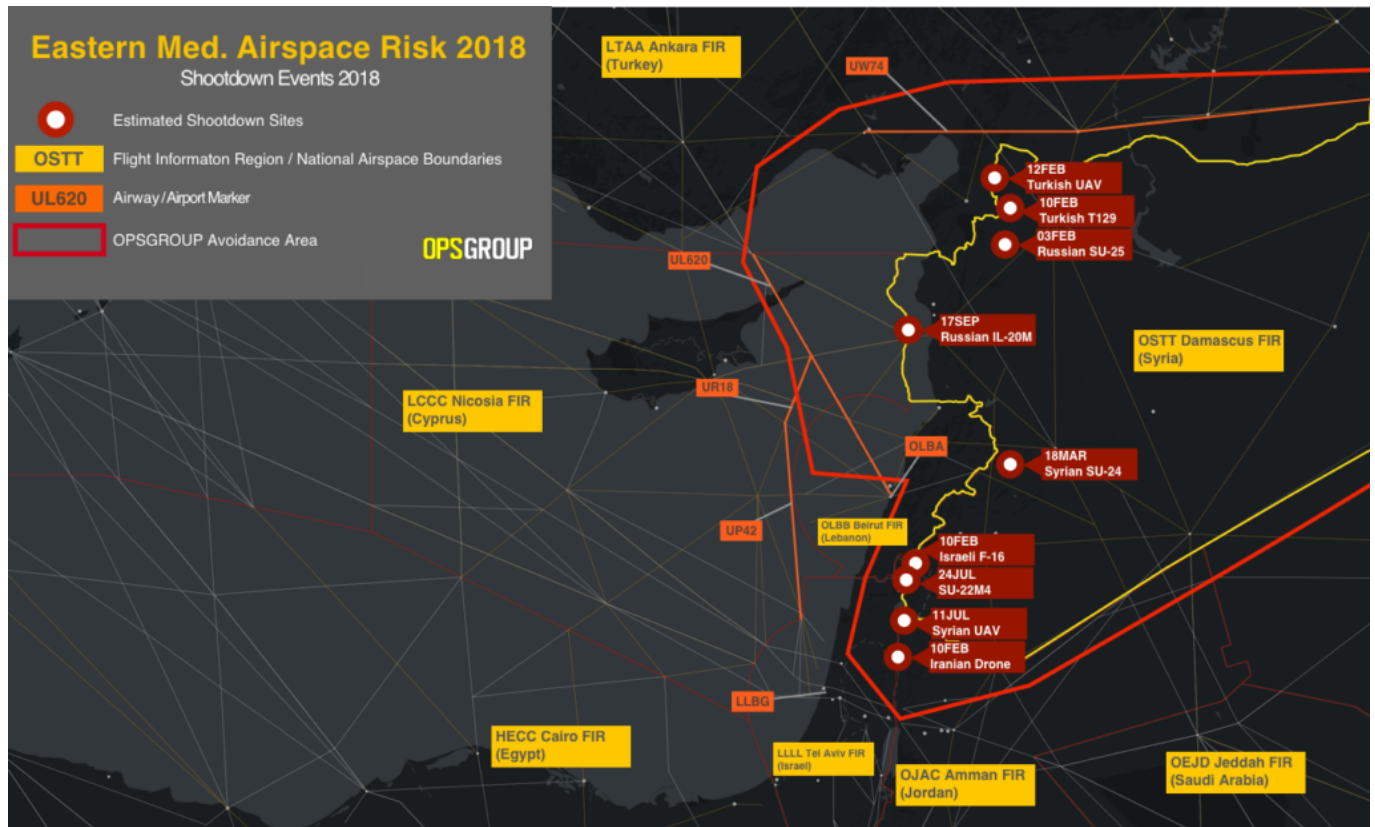 Eastern Med. Airspace Risk 2018
Shootdown Events 2018
Estimated Shootdown Sites
OSTT
Flight Informaton Region / National Airspace Boundaries
UL620
Airway/Airport Marker
OPSGROUP Avoidance Area
OPSGROUP
LTAA Ankara FIR
(Turkey)
UW74
12FEB
Turkish UAV
10FEB
Turkish T129
03FEB
Russian SU-25
UL620
17SEP
Russian IL-20M
OSTT Damascus FIR
(Syria)
UR18
LCCC Nicosia FIR
(Cyprus)
OLBA
18MAR
Syrian SU-24
UP42
OLBB Beirut FIR
(Lebanon)
10FEB
Israeli F-16
24JUL
SU-22M4
11JUL
Syrian UAV
10FEB
Iranian Drone
LLBG
HECC Cairo FIR
(Egypt)
LLLL Tel Aviv FIR
(Israel)
OJAC Amman FIR
(Jordan)
OEJD Jeddah FIR
(Saudi Arabia)